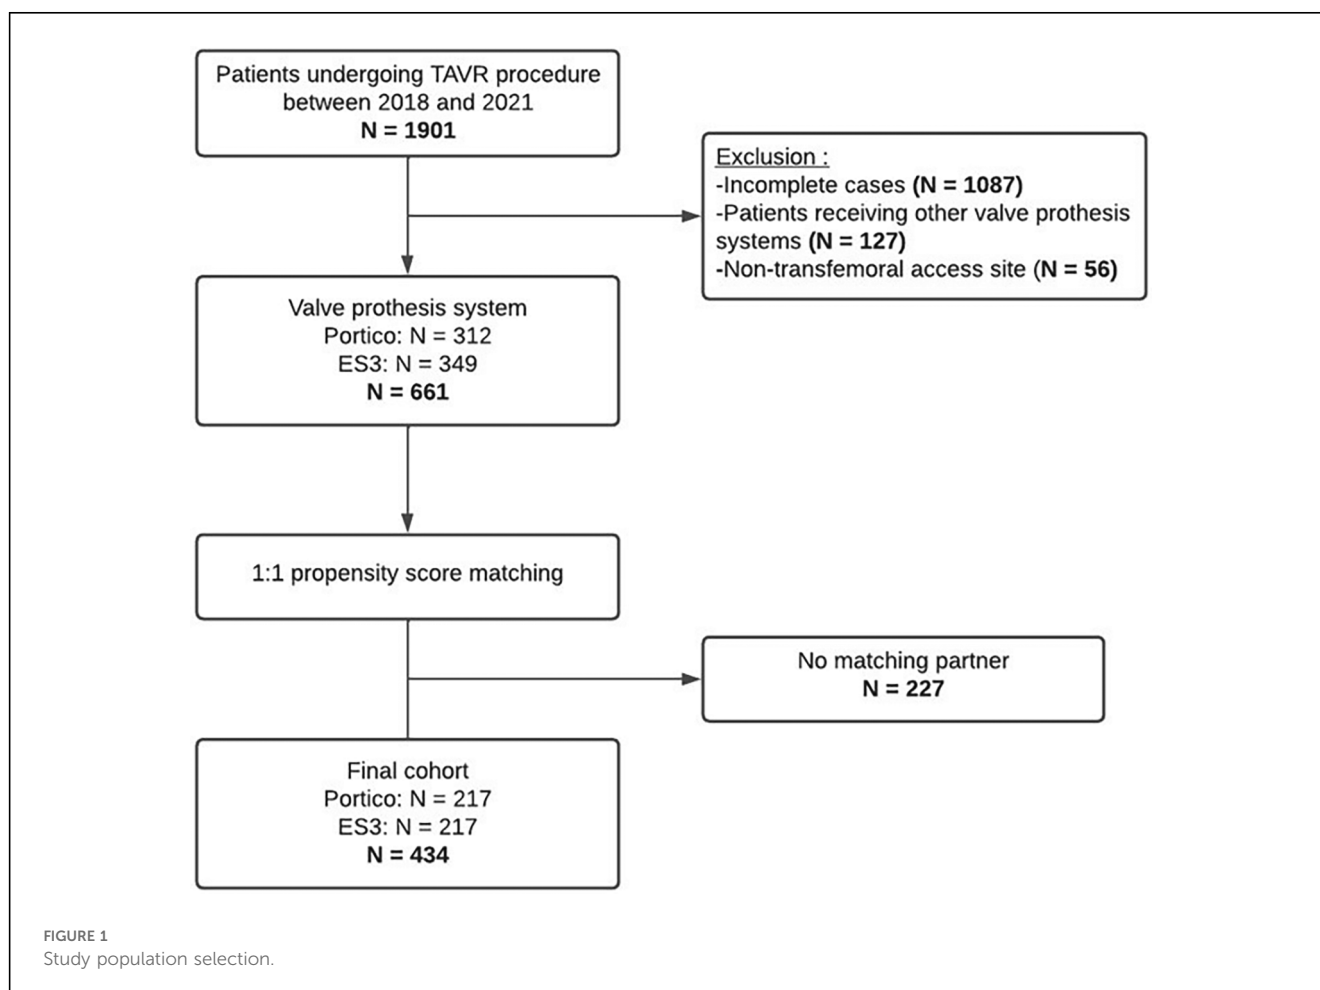 Patients undergoing TAVR procedure
between 2018 and 2021
N = 1901
Exclusion :
-Incomplete cases (N = 1087)
-Patients receiving other valve prothesis
systems (N = 127)
-Non-transfemoral access site (N = 56)
Valve prothesis system
Portico: N = 312
ES3: N = 349
N = 661
1:1 propensity score matching
No matching partner
N = 227
Final cohort
Portico: N = 217
ES3: N = 217
N = 434
FIGURE 1
Study population selection.